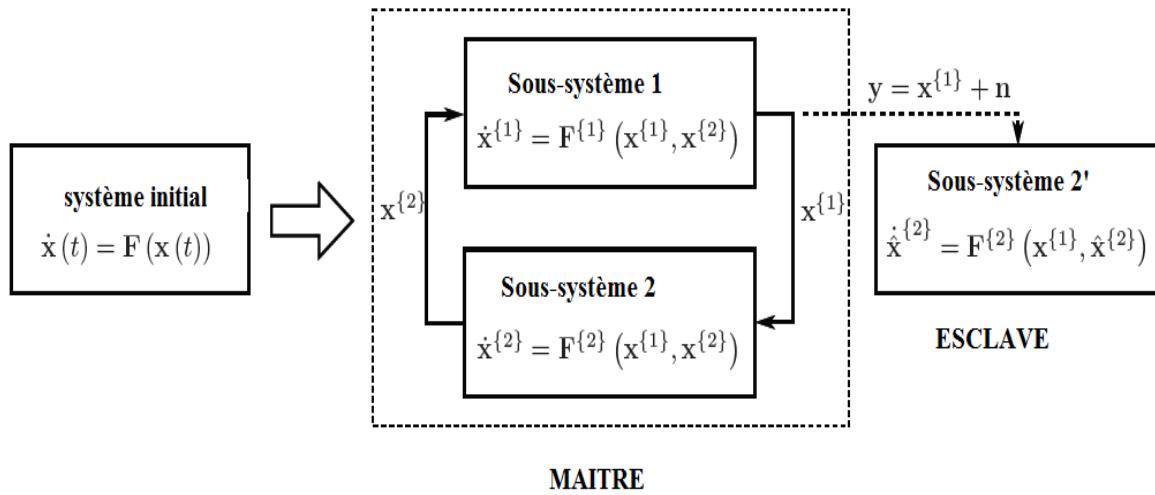 système initial
ẋ (t) = F (x (t))
x^{2}
Sous-système 1
ẋ^{1} = F^{1} (x^{1}, x^{2})
Sous-système 2
ẋ^{2} = F^{2} (x^{1}, x^{2})
x^{1}
MAITRE
y = x^{1} + n
Sous-système 2'
ẋ̂^{2} = F^{2} (x^{1}, x̂^{2})
ESCLAVE